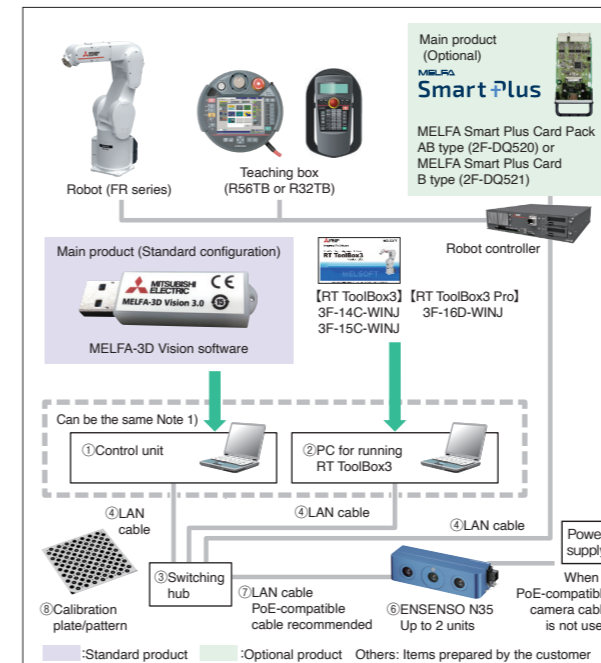 Main product
(Optional)
MELFA
Smart Plus
MELFA Smart Plus Card Pack
AB type (2F-DQ520) or
MELFA Smart Plus Card
B type (2F-DQ521)
Robot (FR series)
Teaching box
(R56TB or R32TB)
Robot controller
Main product (Standard configuration)
MITSUBISHI
ELECTRIC
CE
MELFA-3D Vision 3.0
15
MELFA-3D Vision software
RT ToolBox3
MELSOFT
【RT ToolBox3】
3F-14C-WINJ
3F-15C-WINJ
【RT ToolBox3 Pro】
3F-16D-WINJ
Can be the same Note 1)
①Control unit
②PC for running
RT ToolBox3
④LAN
cable
④LAN cable
④LAN cable
Power
supply
③Switching
hub
⑧Calibration
plate/pattern
⑦LAN cable
PoE-compatible
cable recommended
⑥ENSENSO N35
Up to 2 units
When
PoE-compatible
camera cable
is not use
:Standard product
:Optional product
Others: Items prepared by the customer